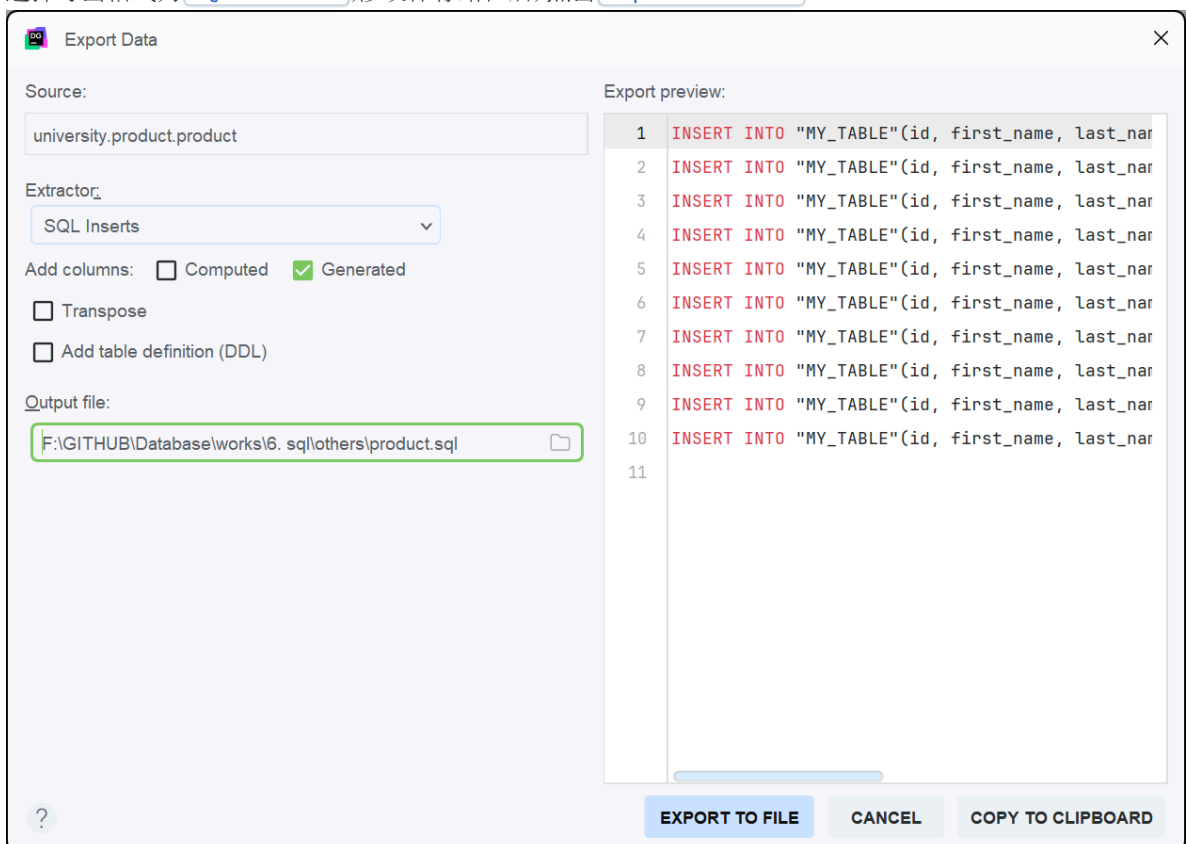 DG
Export Data
Source:
university.product.product
Extractor:
SQL Inserts
Add columns: Computed Generated
Transpose
Add table definition (DDL)
Output file:
F:\GITHUB\Database\works\6. sql\others\product.sql
Export preview:
1 INSERT INTO "MY_TABLE"(id, first_name, last_nam
2 INSERT INTO "MY_TABLE"(id, first_name, last_nam
3 INSERT INTO "MY_TABLE"(id, first_name, last_nam
4 INSERT INTO "MY_TABLE"(id, first_name, last_nam
5 INSERT INTO "MY_TABLE"(id, first_name, last_nam
6 INSERT INTO "MY_TABLE"(id, first_name, last_nam
7 INSERT INTO "MY_TABLE"(id, first_name, last_nam
8 INSERT INTO "MY_TABLE"(id, first_name, last_nam
9 INSERT INTO "MY_TABLE"(id, first_name, last_nam
10 INSERT INTO "MY_TABLE"(id, first_name, last_nam
11
?
EXPORT TO FILE CANCEL COPY TO CLIPBOARD